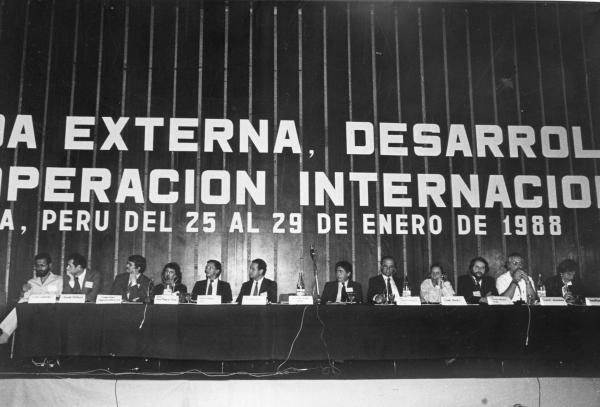 DA EXTERNA, DESARROL
OPERACION INTERNACIO
A, PERU DEL 25 AL 29 DE ENERO DE 1988